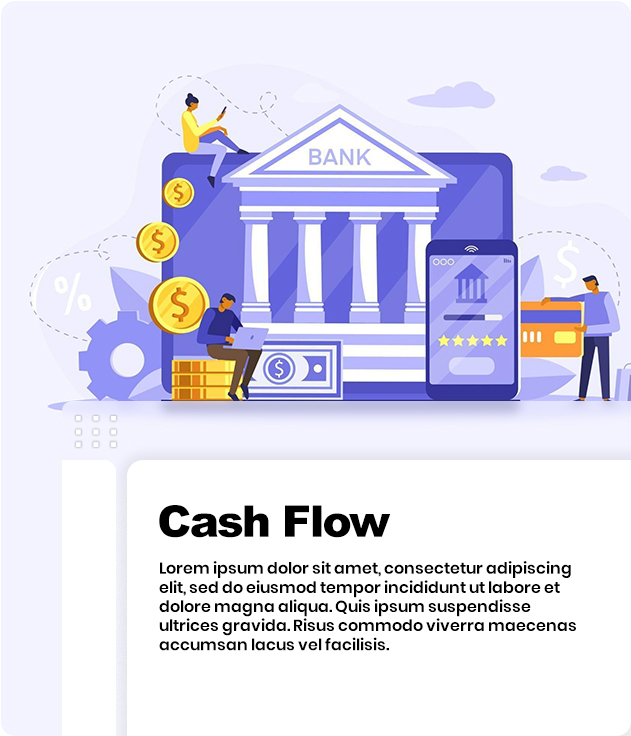 BANK
%
$
$
$
$
$
Cash Flow
Lorem ipsum dolor sit amet, consectetur adipiscing
elit, sed do eiusmod tempor incididunt ut labore et
dolore magna aliqua. Quis ipsum suspendisse
ultrices gravida. Risus commodo viverra maecenas
accumsan lacus vel facilisis.